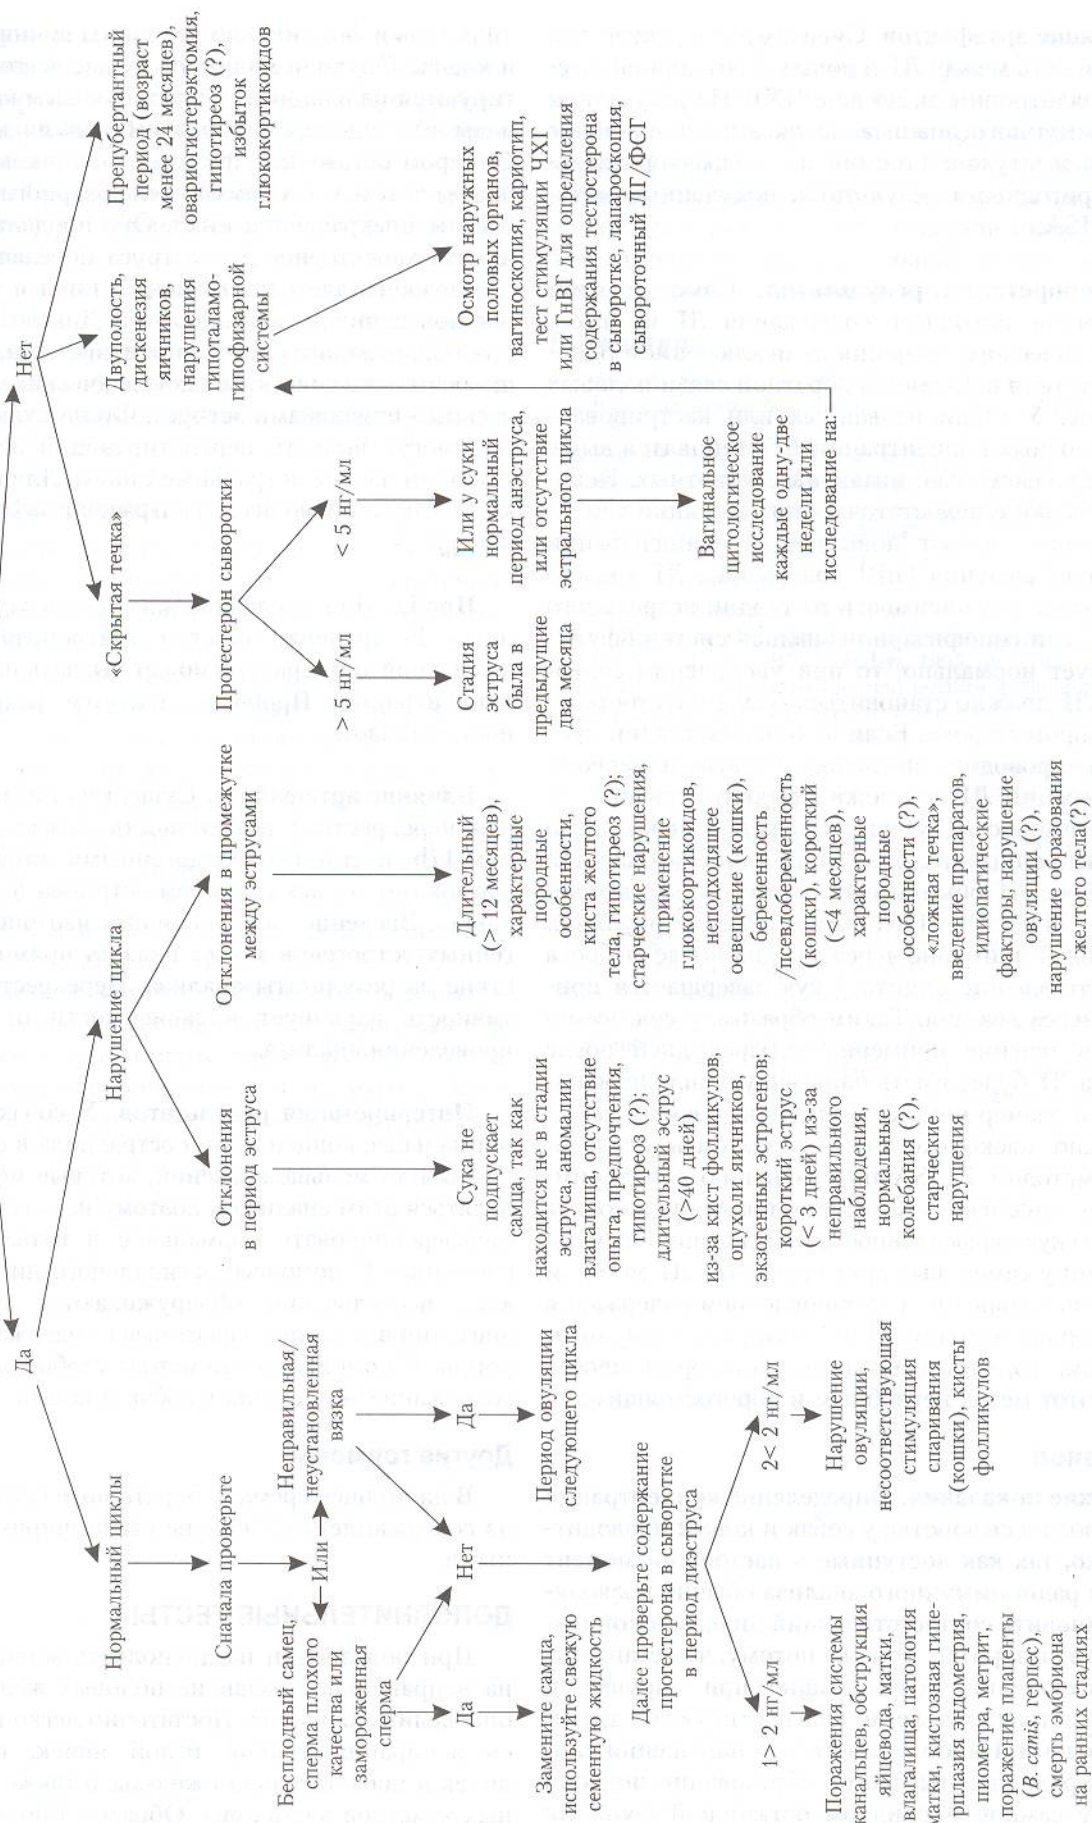 Да
Нет
Нормальный циклы
Нарушение цикла
«Скрытая течка»
Двуполость,
диженезия
яичников,
нарушения
гипоталамо-
гипофизарной
системы
Препубертантный
период (возраст
менее 24 месяцев),
овариогистерэктомия,
гипотиреоз (?),
избыток
глюкокортикоидов
Сначала проверьте
Отклонения
в период эструса
Отклонения в промежутке
между эструсами
Прогестерон сыворотки
Бесплодный самец,
сперма плохого
качества или
замороженная
сперма
Или
Неправильная/
неустановленная
вязка
> 5 нг/мл
< 5 нг/мл
Да
Нет
Да
Сука не
подпускает
самца, так как
находится не в стадии
эструса, аномалии
влагалища, отсутствие
опыта, предпочтения,
гипотиреоз (?);
длительный эструс
(>40 дней)
из-за кист фолликулов,
опухоли яичников,
экзогенных эстрогенов;
короткий эструс
(< 3 дней) из-за
неправильного
наблюдения,
нормальные
колебания (?),
старческие
нарушения
Длительный
(> 12 месяцев),
характерные
породные
особенности,
киста желтого
тела, гипотиреоз (?);
старческие нарушения,
применение
глюкокортикоидов,
неподходящее
освещение (кошки),
беременность
/псевдобеременность
(кошки), короткий
(<4 месяцев),
характерные
породные
особенности (?),
«ложная течка»,
введение препаратов,
идиопатические
факторы, нарушение
овуляции (?),
нарушение образования
желтого тела(?)
Стадия
эструса
была в
предыдущие
два месяца
Или у суки
нормальный
период анэструса,
или отсутствие
эстрального цикла
Осмотр наружных
половых органов,
вагиноскопия, кариотип,
тест стимуляции ЧХГ
или ГнВГ для определения
содержания тестостерона
в сыворотке, лапароскопия,
сывороточный ЛГ/ФСГ
Замените самца,
используйте свежую
семенную жидкость
Период овуляции
следующего цикла
Вагинальное
цитологическое
исследование
каждые одну-две
недели или
исследование на:
Далее проверьте содержание
прогестерона в сыворотке
в период диэструса
1> 2 нг/мл
2< 2 нг/мл
Поражения системы
канальцев, обструкция
яйцевода, матки,
влагалища, патология
матки, кистозная гипе-
рплазия эндометрия,
пиометра, метрит,
поражение плаценты
(B. canis, герпес),
смерть эмбриона
на ранних стадиях
Нарушение
овуляции,
несоответствующая
стимуляция
спаривания
(кошки), кисты
фолликулов